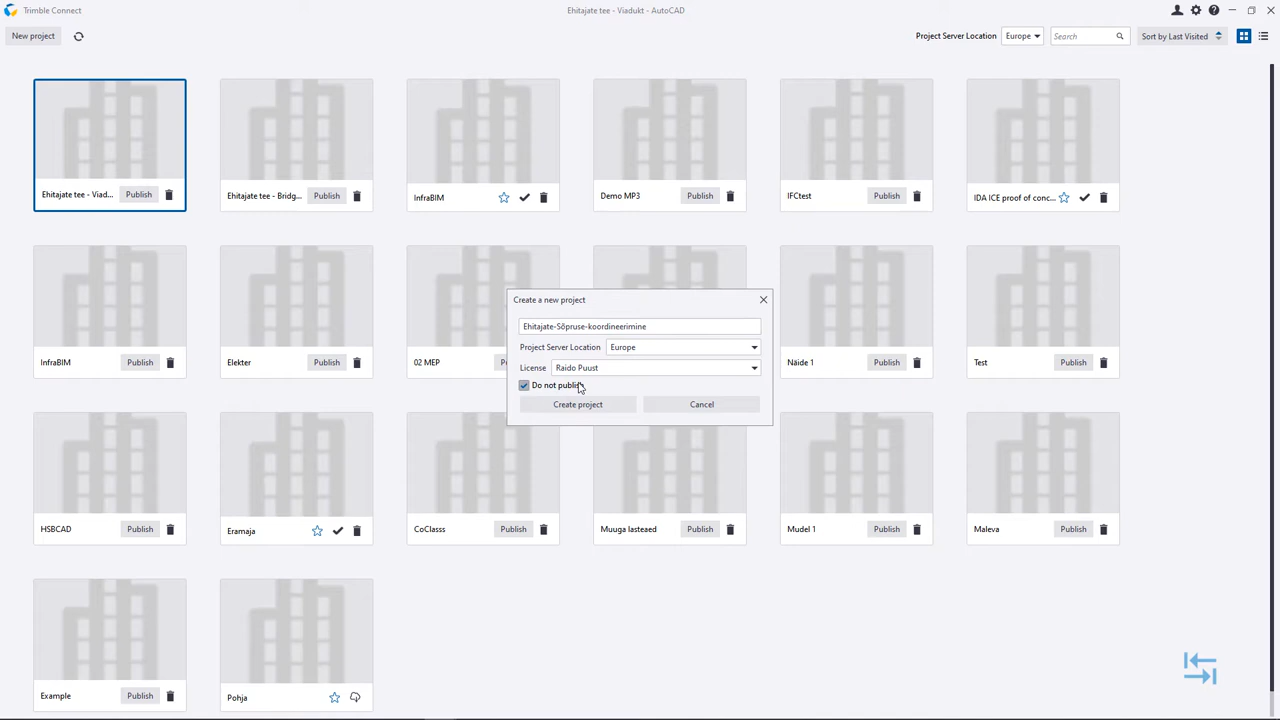 Trimble Connect
Ehitajate tee - Viadukt - AutoCAD
New project
Project Server Location Europe Search Sort by Last Visited
Ehitajate tee - Viad... Publish
Ehitajate tee - Bridg... Publish
InfraBIM
Demo MP3 Publish
IFCtest Publish
IDA ICE proof of conc...
InfraBIM Publish
Elekter Publish
02 MEP
Näide 1 Publish
Test Publish
Create a new project
Ehitajate-Sõpruse-koordineerimine
Project Server Location Europe
License Raido Puust
Do not publish
Create project Cancel
HSBCAD Publish
Eramaja
CoClasss Publish
Muuga lasteaed Publish
Mudel 1 Publish
Maleva Publish
Example Publish
Pohja